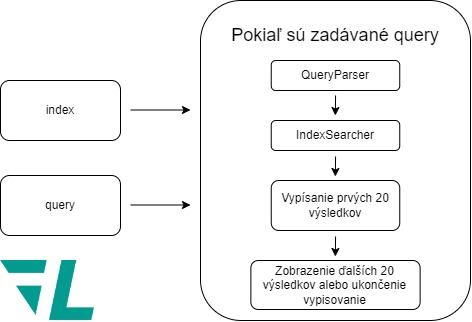 Pokiaľ sú zadávané query
QueryParser
index
IndexSearcher
query
Vypísanie prvých 20
výsledkov
Zobrazenie ďalších 20
výsledkov alebo ukončenie
vypisovanie
FL